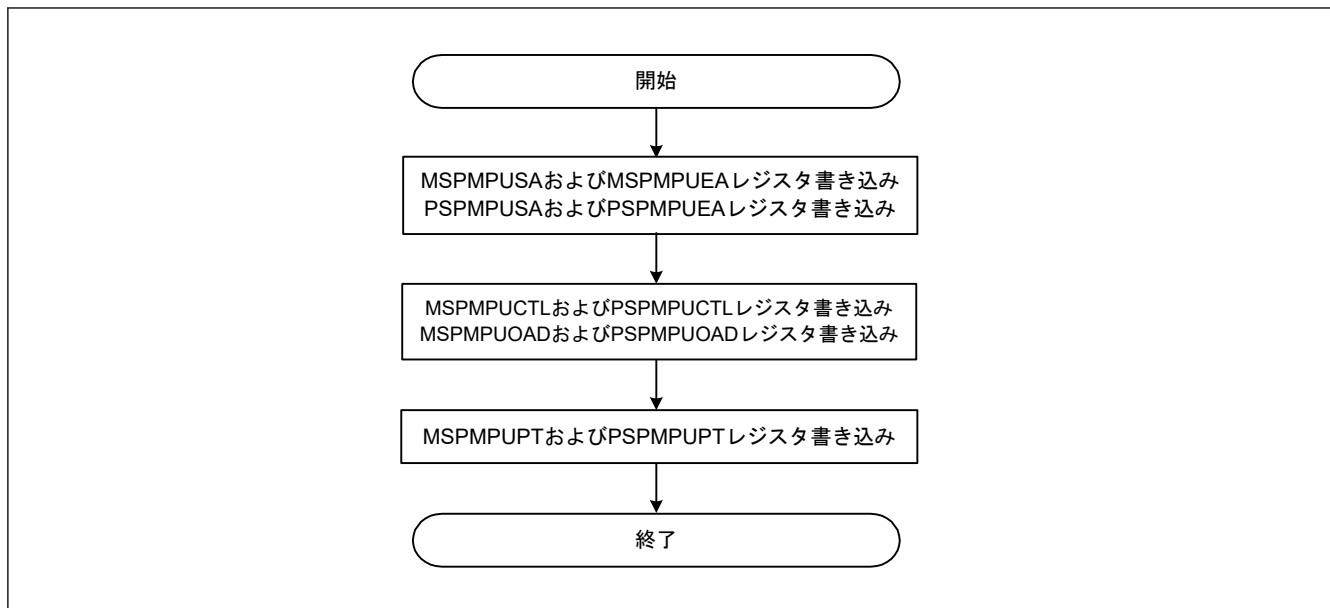 開始
MSPMPUSAおよびMSPMPUEAレジスタ書き込み
PSPMPUSAおよびPSPMPUEAレジスタ書き込み
MSPMPUCTLおよびPSPMPUCTLレジスタ書き込み
MSPMPUOADおよびPSPMPUOADレジスタ書き込み
MSPMPUPTおよびPSPMPUPTレジスタ書き込み
終了